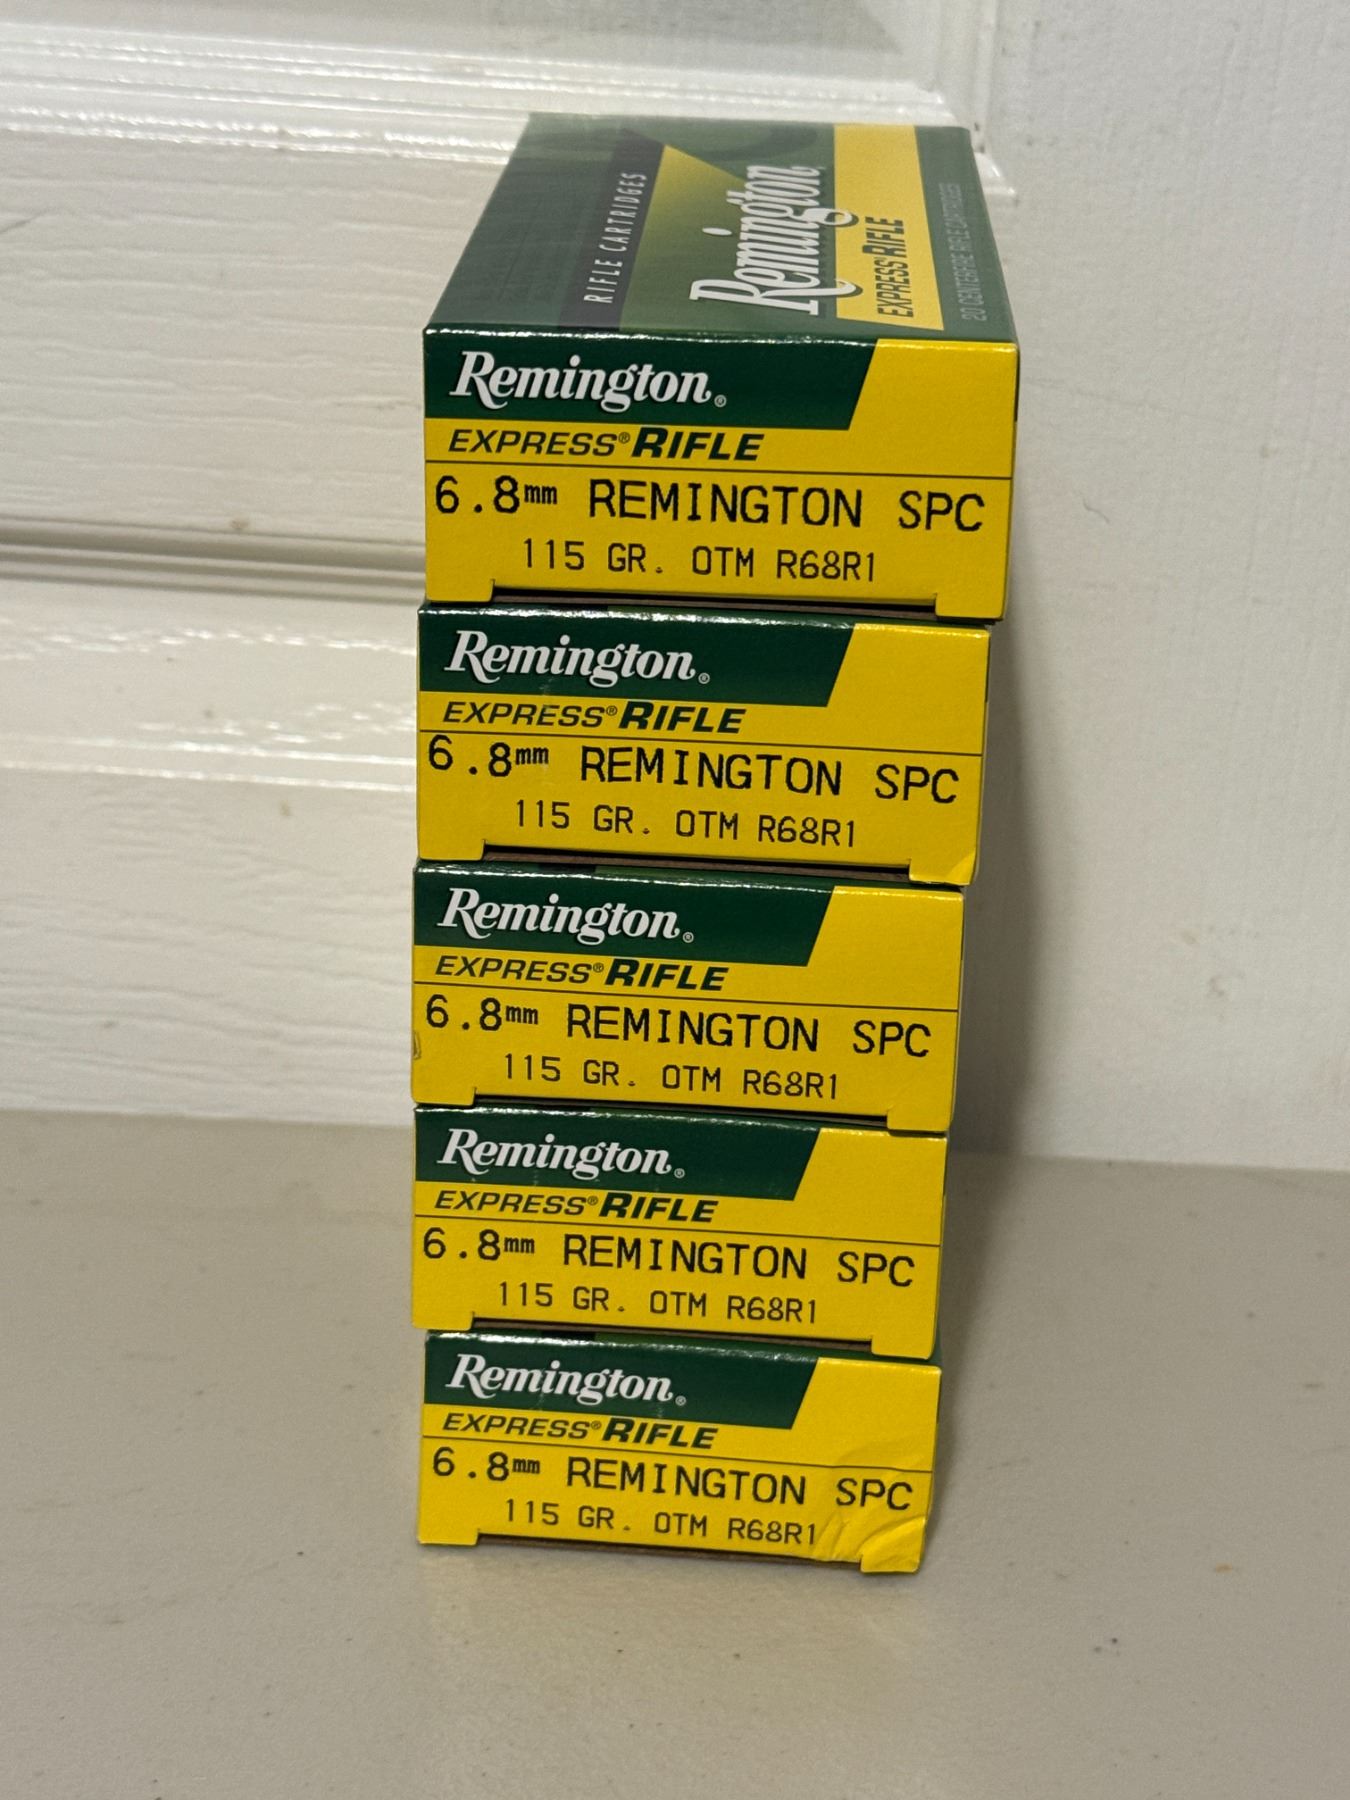 RIFLE CARTRIDGES
Remington®
EXPRESS® RIFLE
20 CENTERFIRE RIFLE CARTRIDGES
Remington®
EXPRESS® RIFLE
6.8mm REMINGTON SPC
115 GR. OTM R68R1
Remington®
EXPRESS® RIFLE
6.8mm REMINGTON SPC
115 GR. OTM R68R1
Remington®
EXPRESS® RIFLE
6.8mm REMINGTON SPC
115 GR. OTM R68R1
Remington®
EXPRESS® RIFLE
6.8mm REMINGTON SPC
115 GR. OTM R68R1
Remington®
EXPRESS® RIFLE
6.8mm REMINGTON SPC
115 GR. OTM R68R1